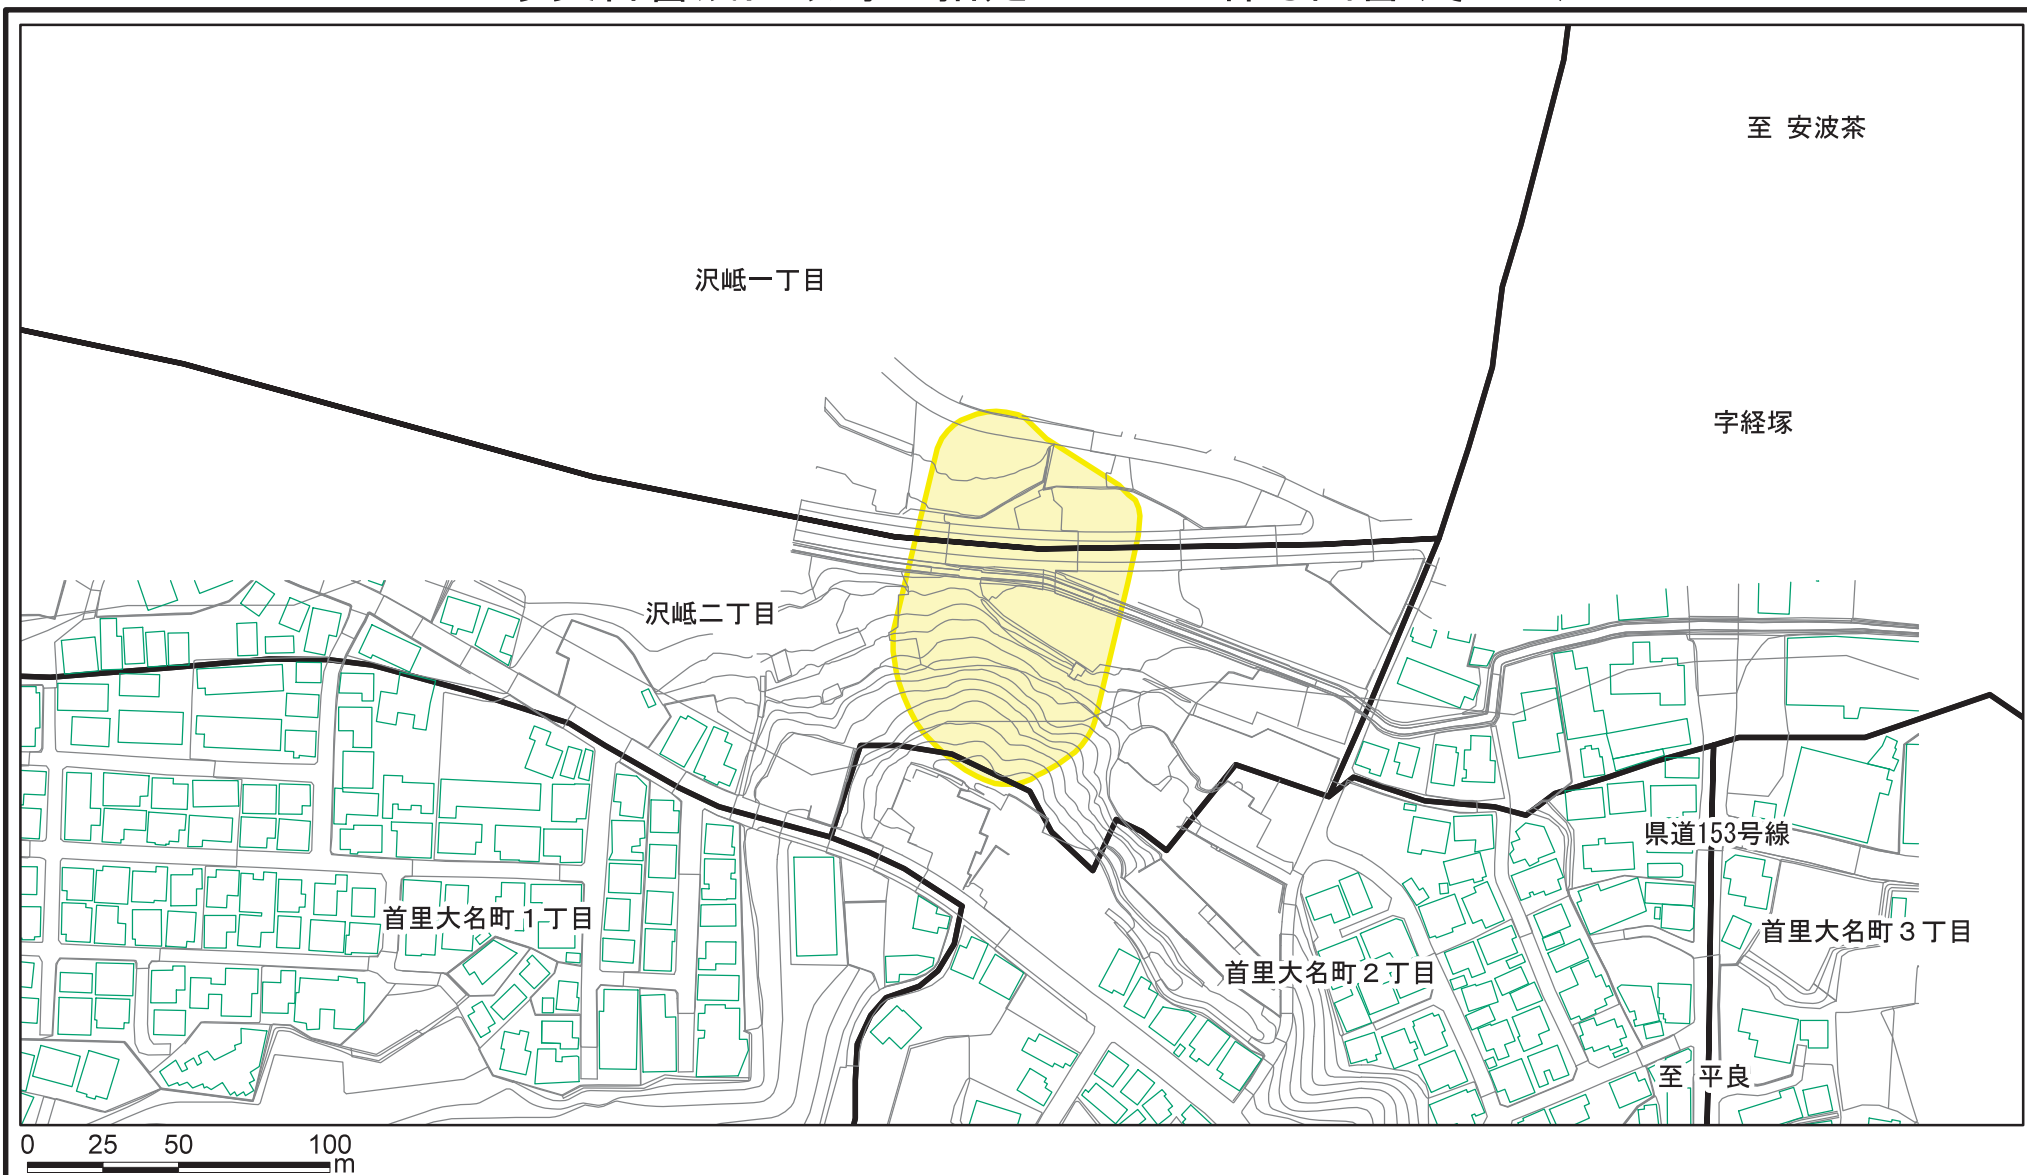 至 安波茶
沢岻一丁目
字経塚
沢岻二丁目
県道153号線
首里大名町1丁目
首里大名町3丁目
首里大名町2丁目
至 平良
0 25 50 100
m